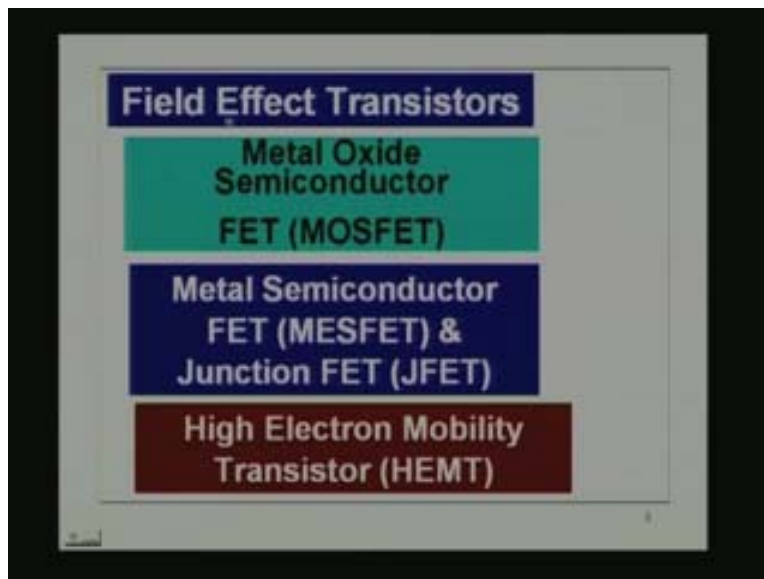 Field Effect Transistors
Metal Oxide
Semiconductor
FET (MOSFET)
Metal Semiconductor
FET (MESFET) &
Junction FET (JFET)
High Electron Mobility
Transistor (HEMT)